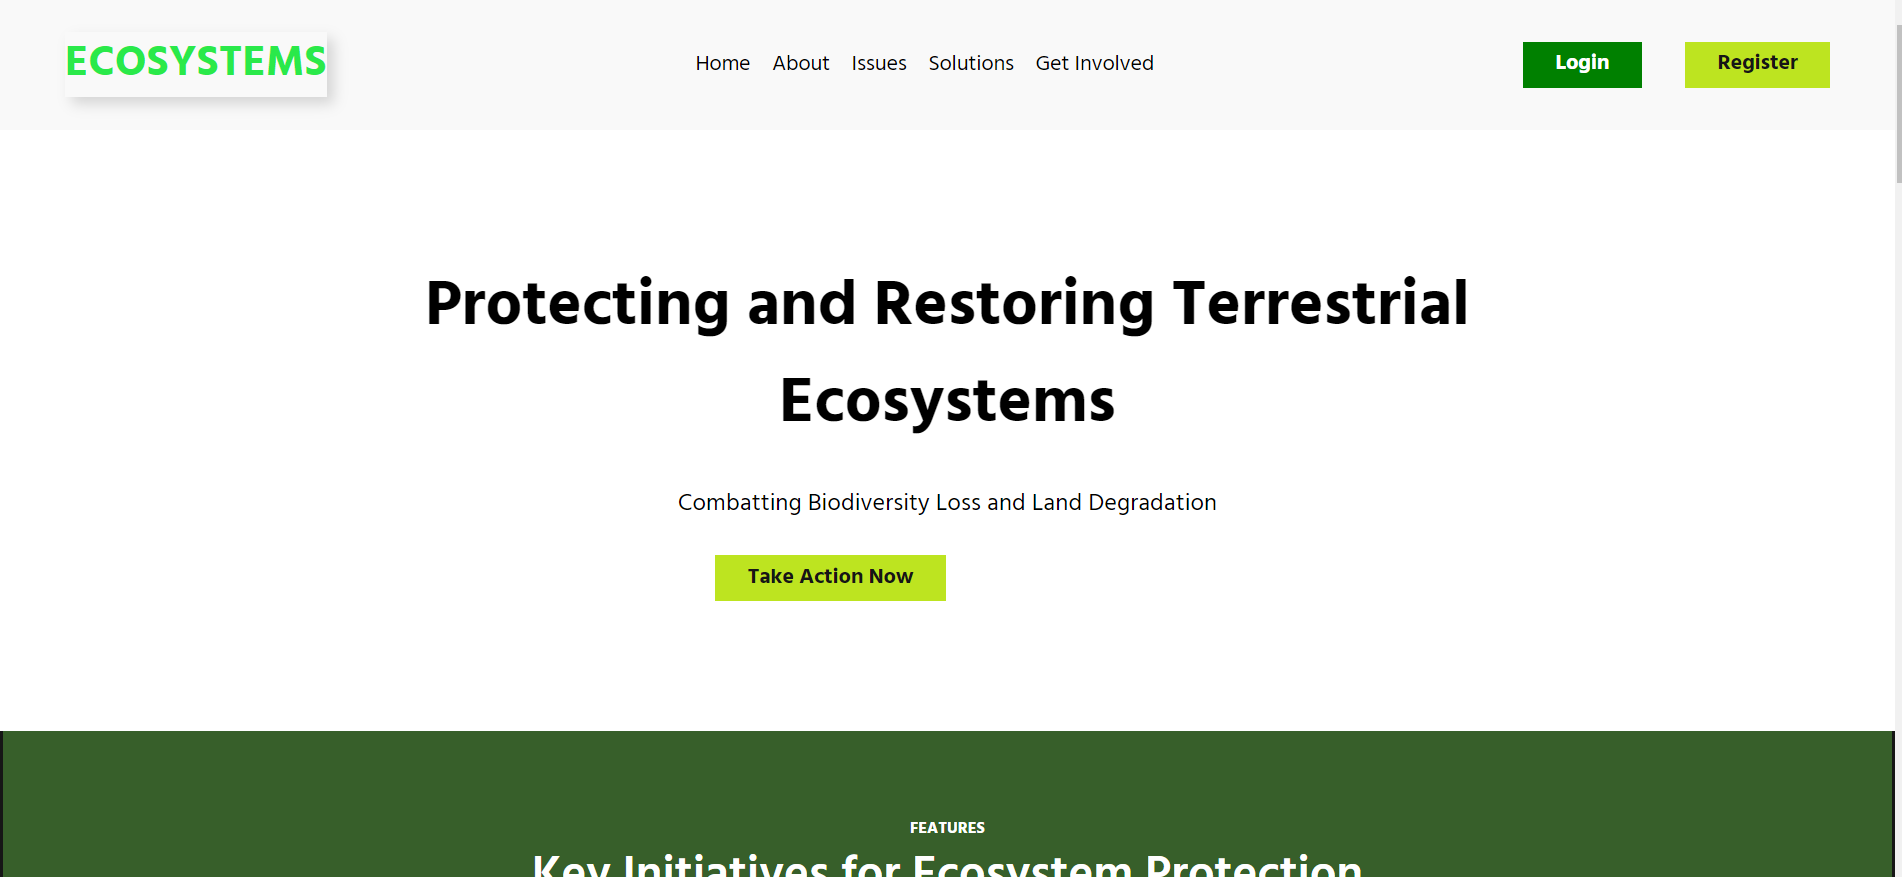 ECOSYSTEMS
Home About Issues Solutions Get Involved
Login
Register
Protecting and Restoring Terrestrial
Ecosystems
Combatting Biodiversity Loss and Land Degradation
Take Action Now
FEATURES
Key Initiatives for Ecosystem Protection